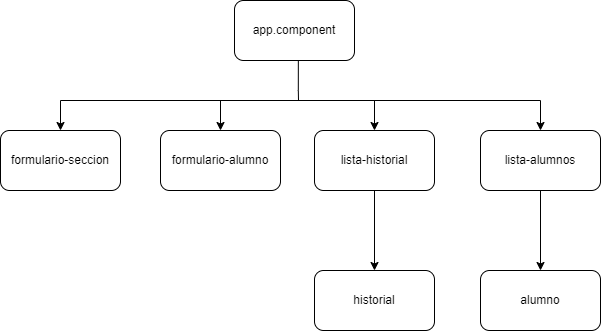 app.component
formulario-seccion
formulario-alumno
lista-historial
lista-alumnos
historial
alumno